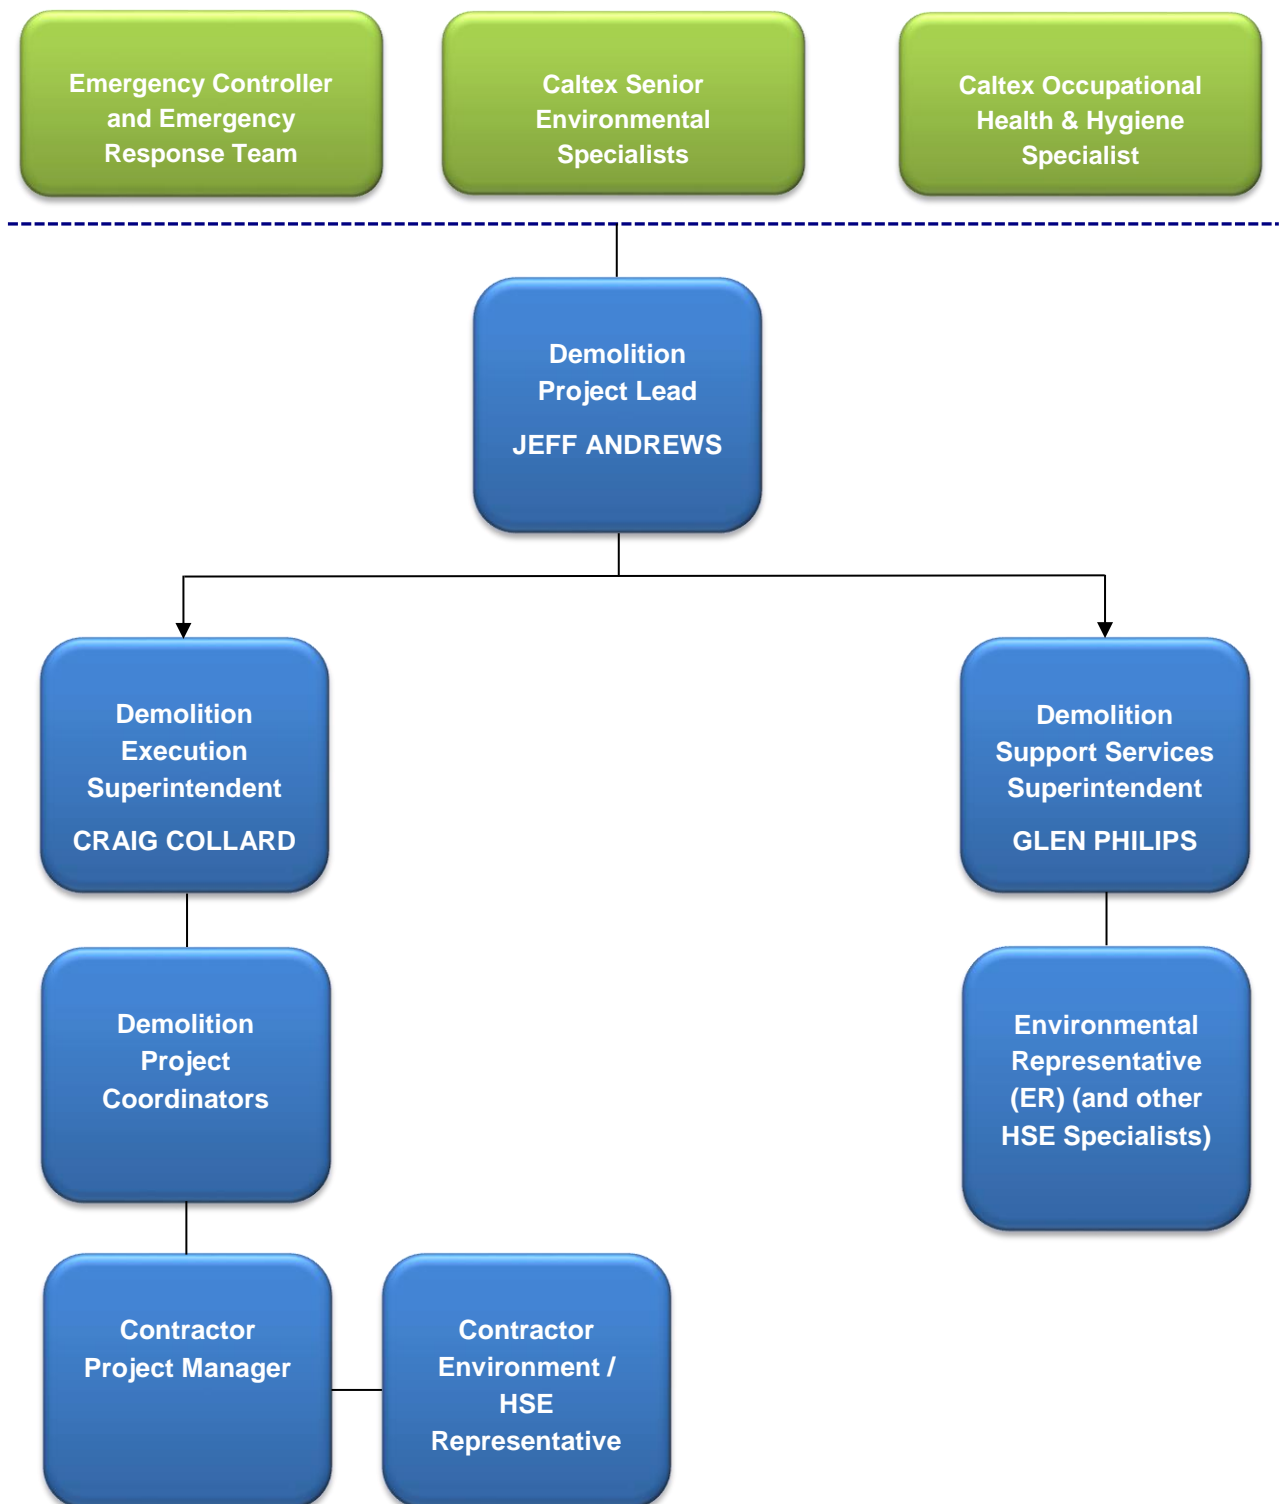 Emergency Controller
and Emergency
Response Team
Caltex Senior
Environmental
Specialists
Caltex Occupational
Health & Hygiene
Specialist
Demolition
Project Lead
JEFF ANDREWS
Demolition
Execution
Superintendent
CRAIG COLLARD
Demolition
Support Services
Superintendent
GLEN PHILIPS
Demolition
Project
Coordinators
Environmental
Representative
(ER) (and other
HSE Specialists)
Contractor
Project Manager
Contractor
Environment /
HSE
Representative